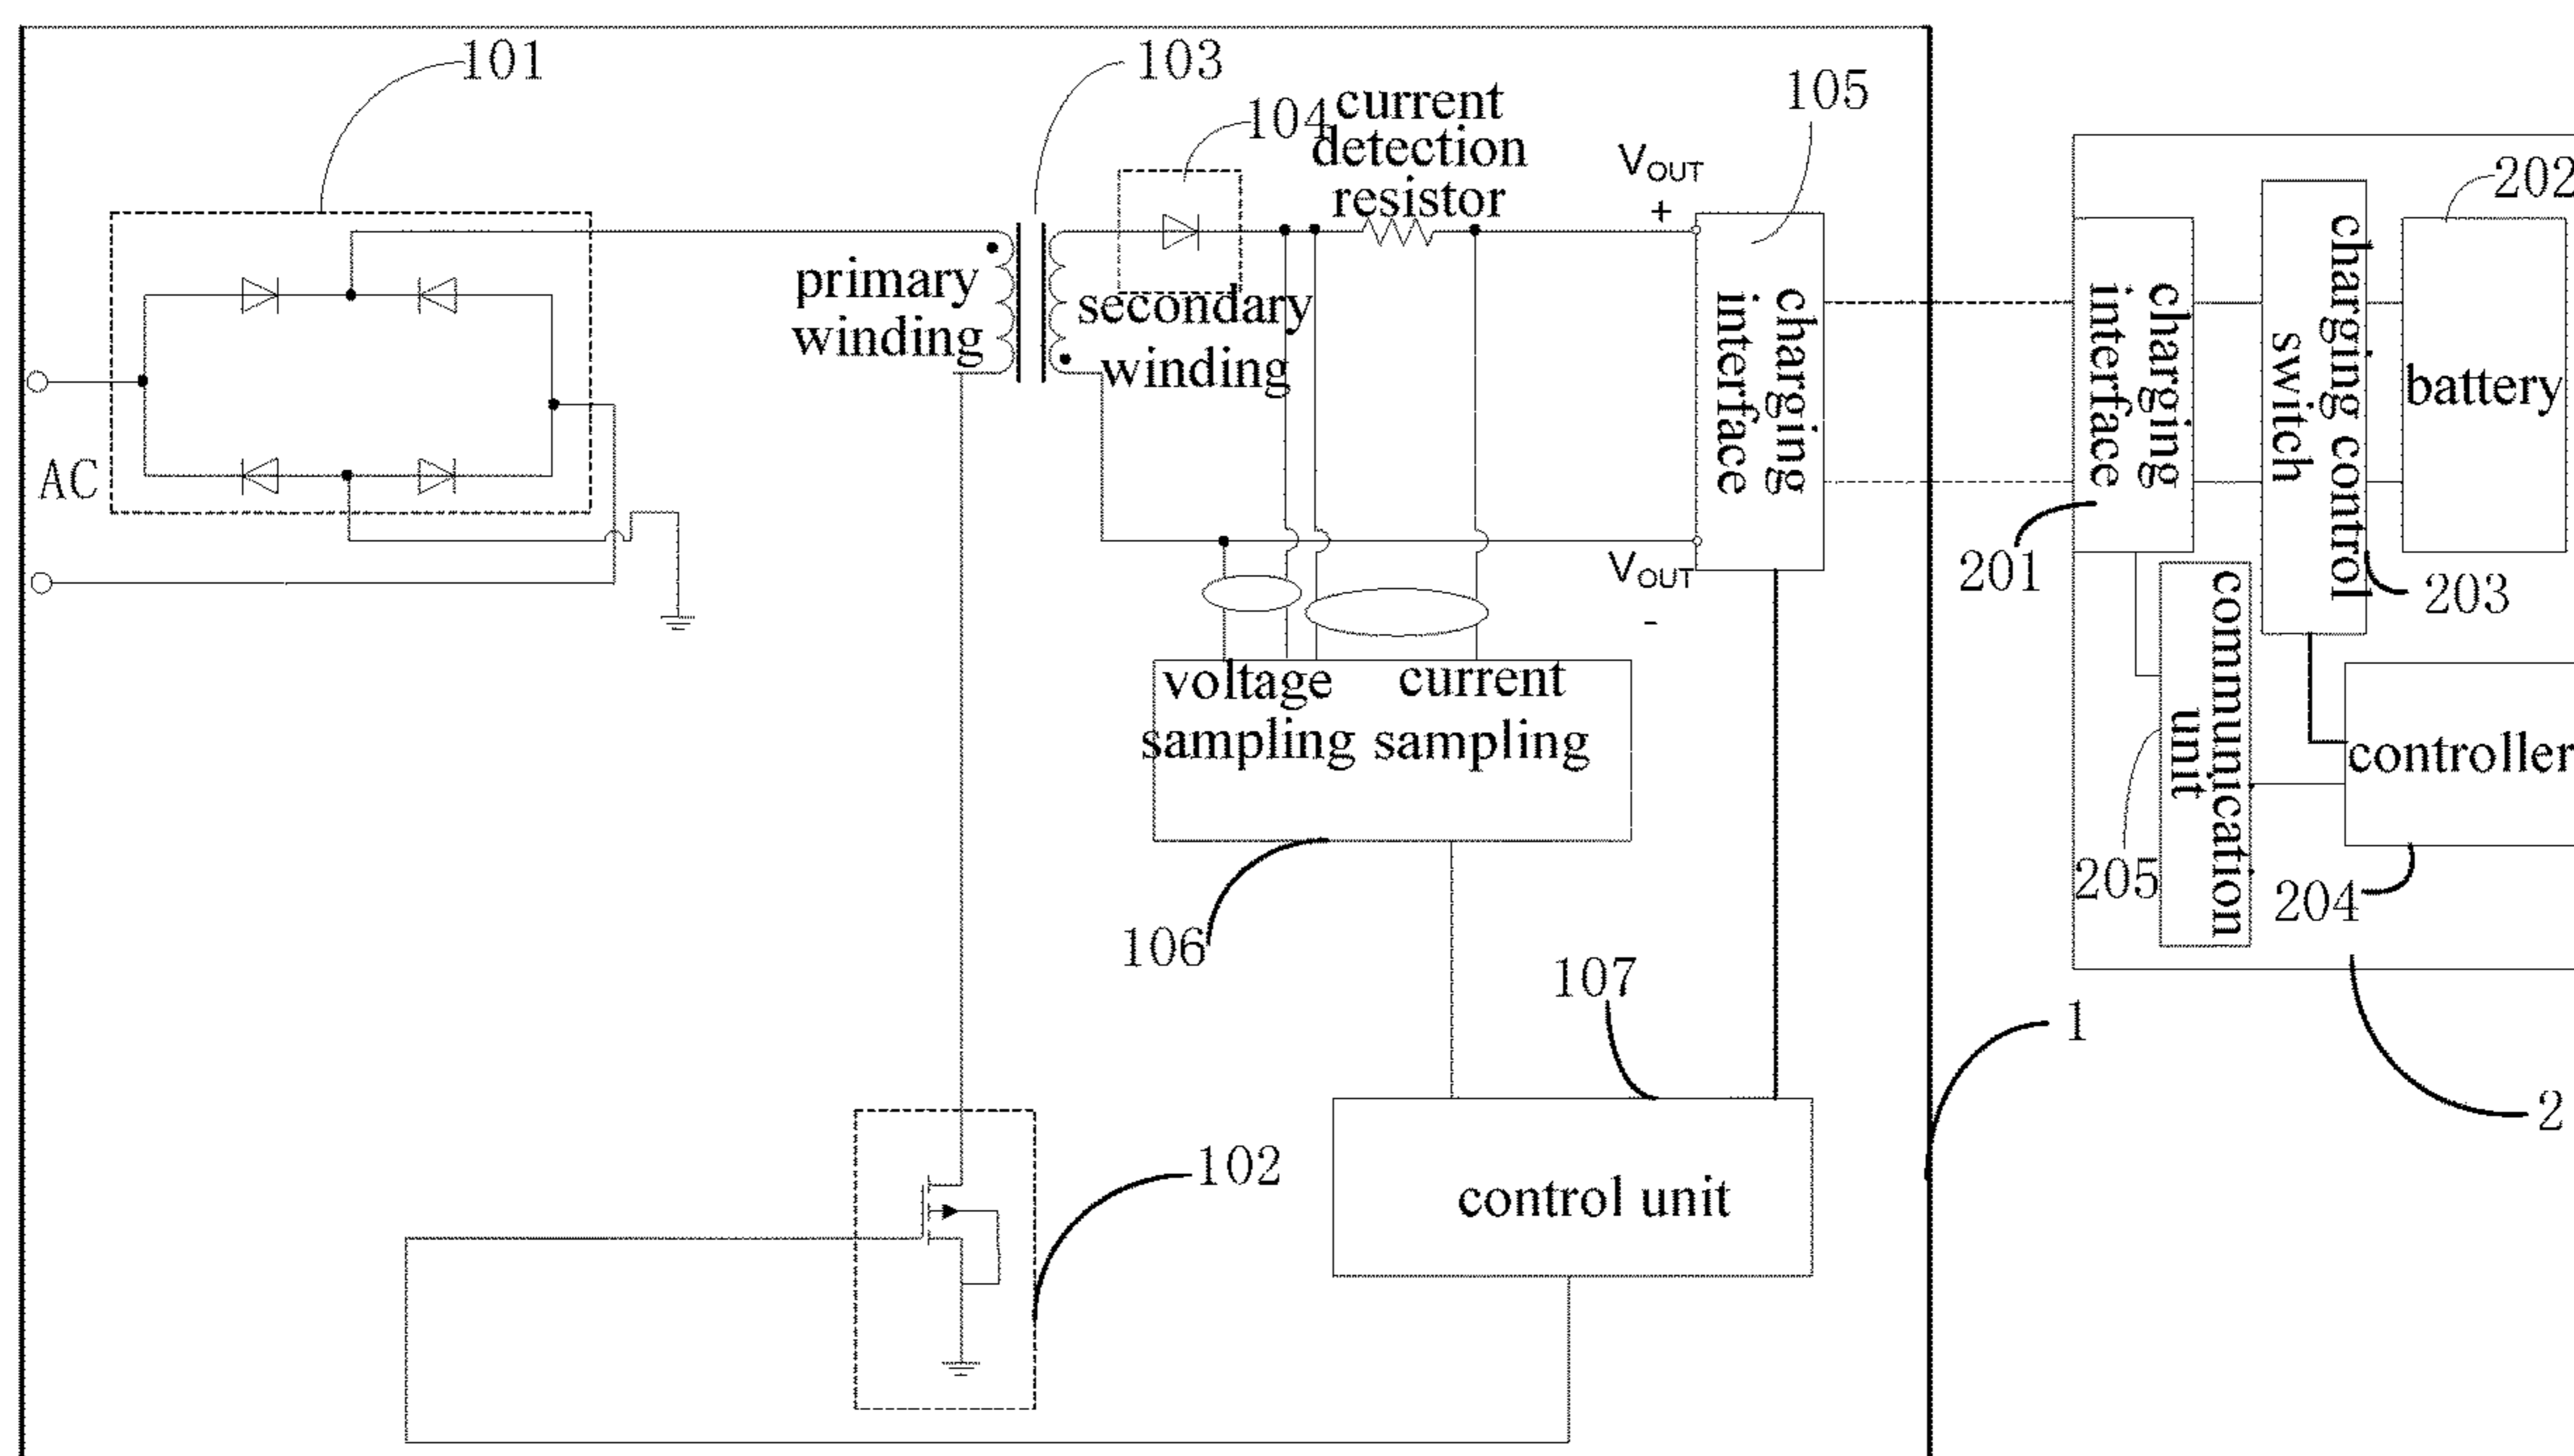 101
103
104
current
detection
resistor
105
VOUT
+
202
primary
winding
secondary
winding
charging
interface
charging
interface
charging control
switch
battery
AC
VOUT
-
201
203
voltage
sampling
current
sampling
communication
unit
controller
205
204
106
107
1
2
102
control unit